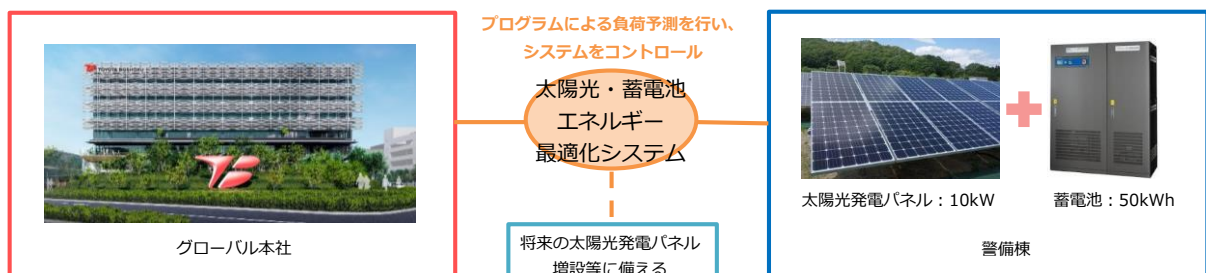 プログラムによる負荷予測を行い、
システムをコントロール
太陽光・蓄電池
エネルギー
最適化システム
グローバル本社
将来の太陽光発電パネル
増設等に備える
太陽光発電パネル：10kW
蓄電池：50kWh
警備棟